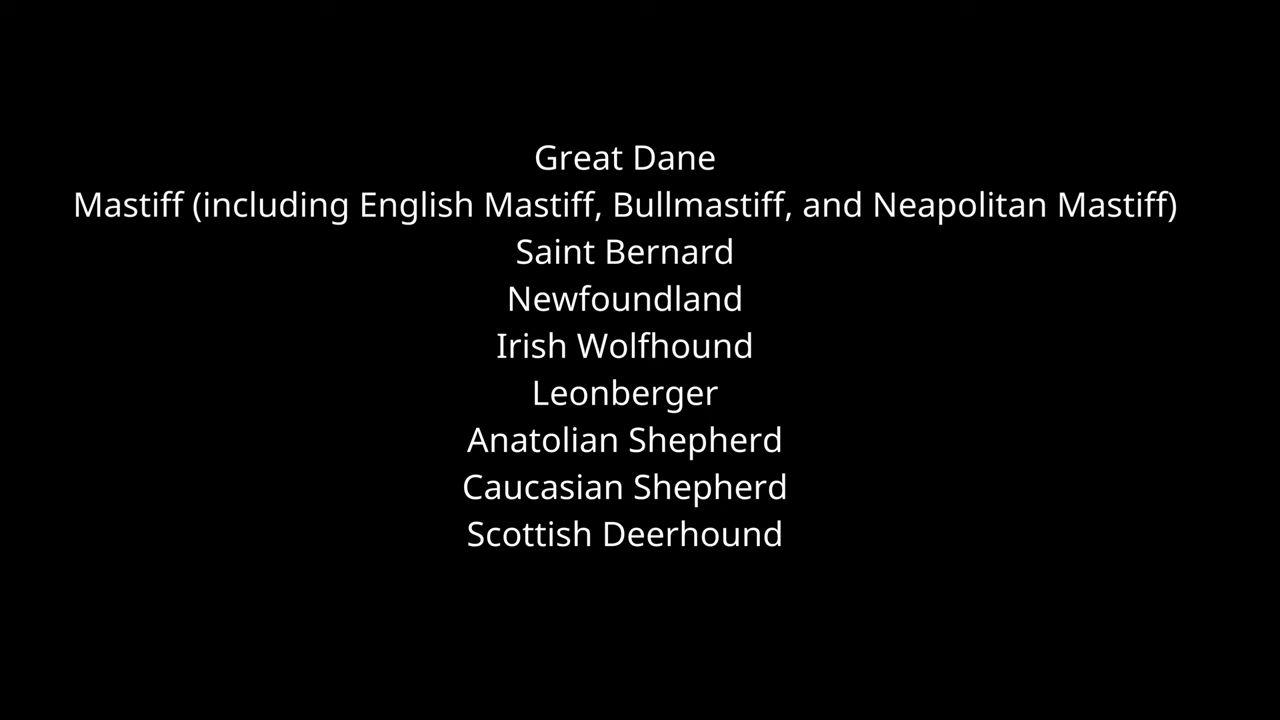 Great Dane
Mastiff (including English Mastiff, Bullmastiff, and Neapolitan Mastiff)
Saint Bernard
Newfoundland
Irish Wolfhound
Leonberger
Anatolian Shepherd
Caucasian Shepherd
Scottish Deerhound